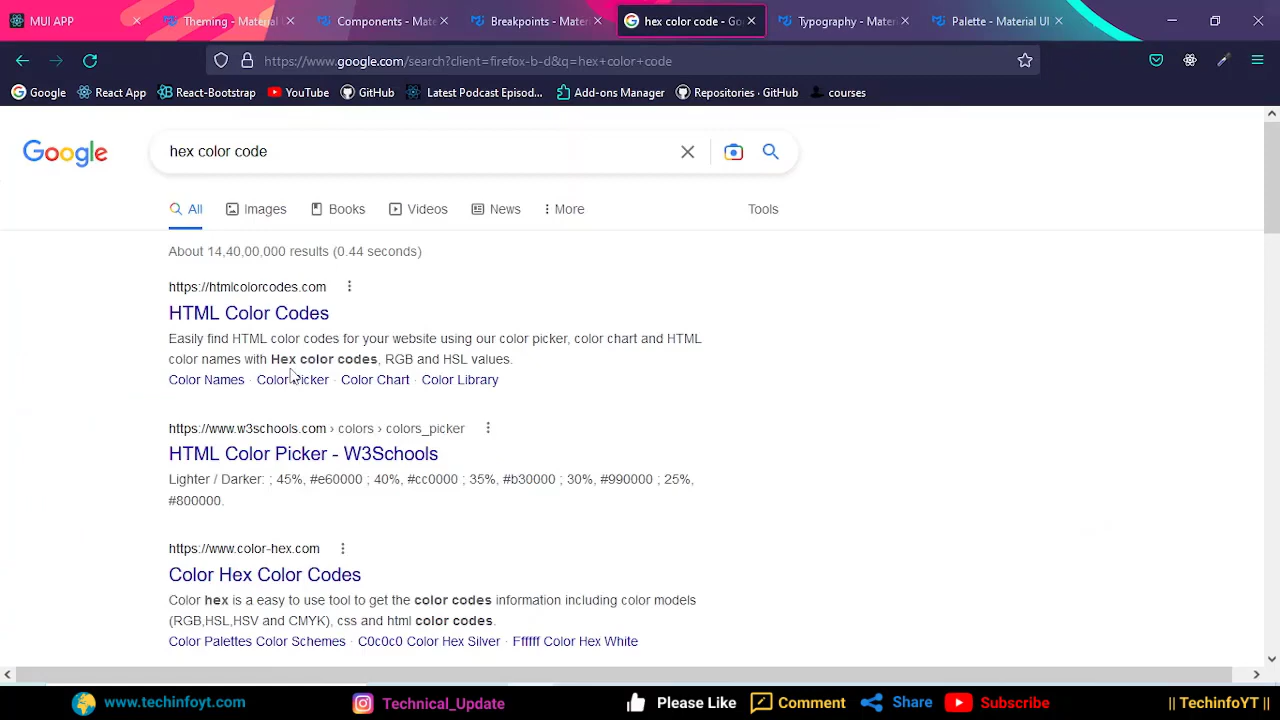 MUI APP
Theming - Material U
Components - Mate
Breakpoints - Mater
hex color code - Goo
Typography - Mater
Palette - Material UI
https://www.google.com/search?client=firefox-b-d&q=hex+color+code
Google
React App
React-Bootstrap
YouTube
GitHub
Latest Podcast Episod...
Add-ons Manager
Repositories · GitHub
courses
Google
hex color code
All
Images
Books
Videos
News
More
Tools
About 14,40,00,000 results (0.44 seconds)
https://htmlcolorcodes.com
HTML Color Codes
Easily find HTML color codes for your website using our color picker, color chart and HTML
color names with Hex color codes, RGB and HSL values.
Color Names · Color Picker · Color Chart · Color Library
https://www.w3schools.com › colors › colors_picker
HTML Color Picker - W3Schools
Lighter / Darker: ; 45%, #e60000 ; 40%, #cc0000 ; 35%, #b30000 ; 30%, #990000 ; 25%,
#800000.
https://www.color-hex.com
Color Hex Color Codes
Color hex is a easy to use tool to get the color codes information including color models
(RGB,HSL,HSV and CMYK), css and html color codes.
Color Palettes Color Schemes · C0c0c0 Color Hex Silver · Ffffff Color Hex White
www.techinfoyt.com
Technical_Update
Please Like
Comment
Share
Subscribe
|| TechinfoYT ||